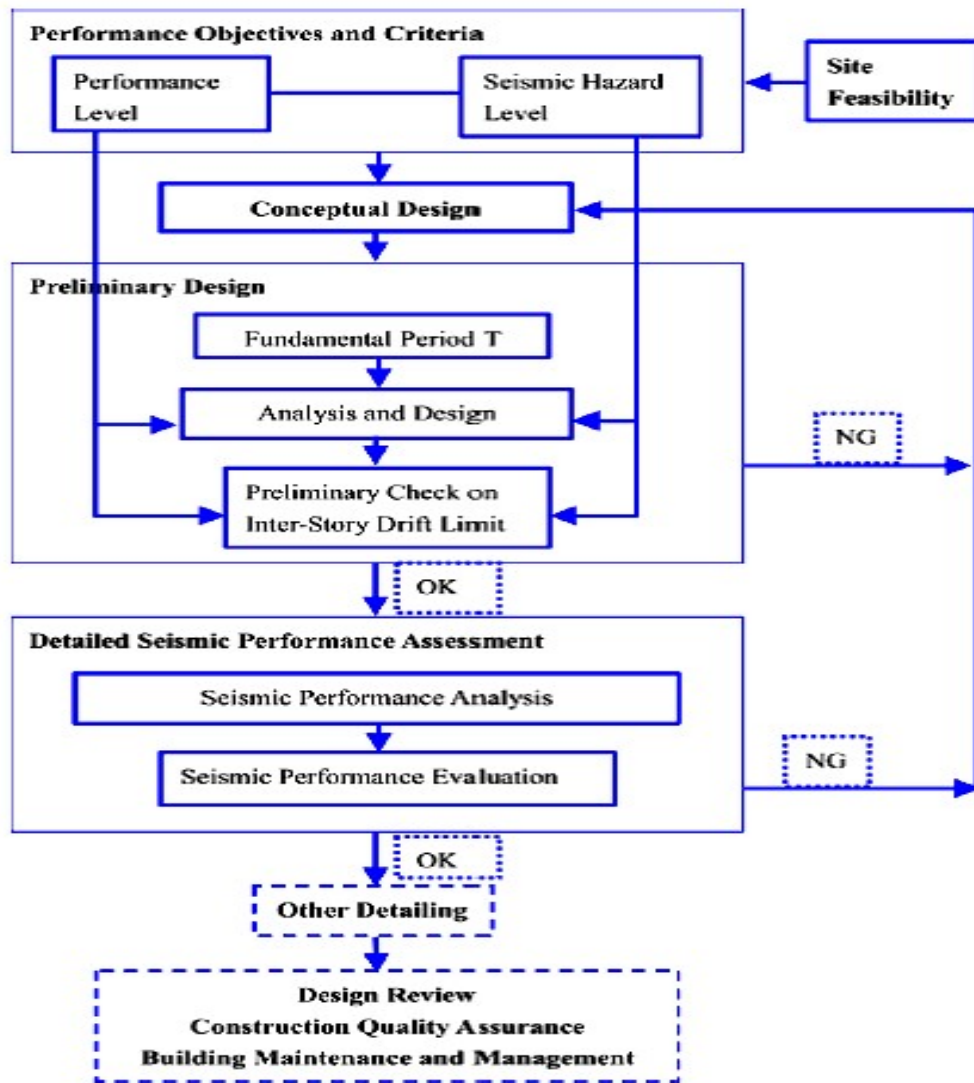 Performance Objectives and Criteria
Performance
Level
Seismic Hazard
Level
Site
Feasibility
Conceptual Design
Preliminary Design
Fundamental Period T
Analysis and Design
NG
Preliminary Check on
Inter-Story Drift Limit
OK
Detailed Seismic Performance Assessment
Seismic Performance Analysis
NG
Seismic Performance Evaluation
OK
Other Detailing
Design Review
Construction Quality Assurance
Building Maintenance and Management